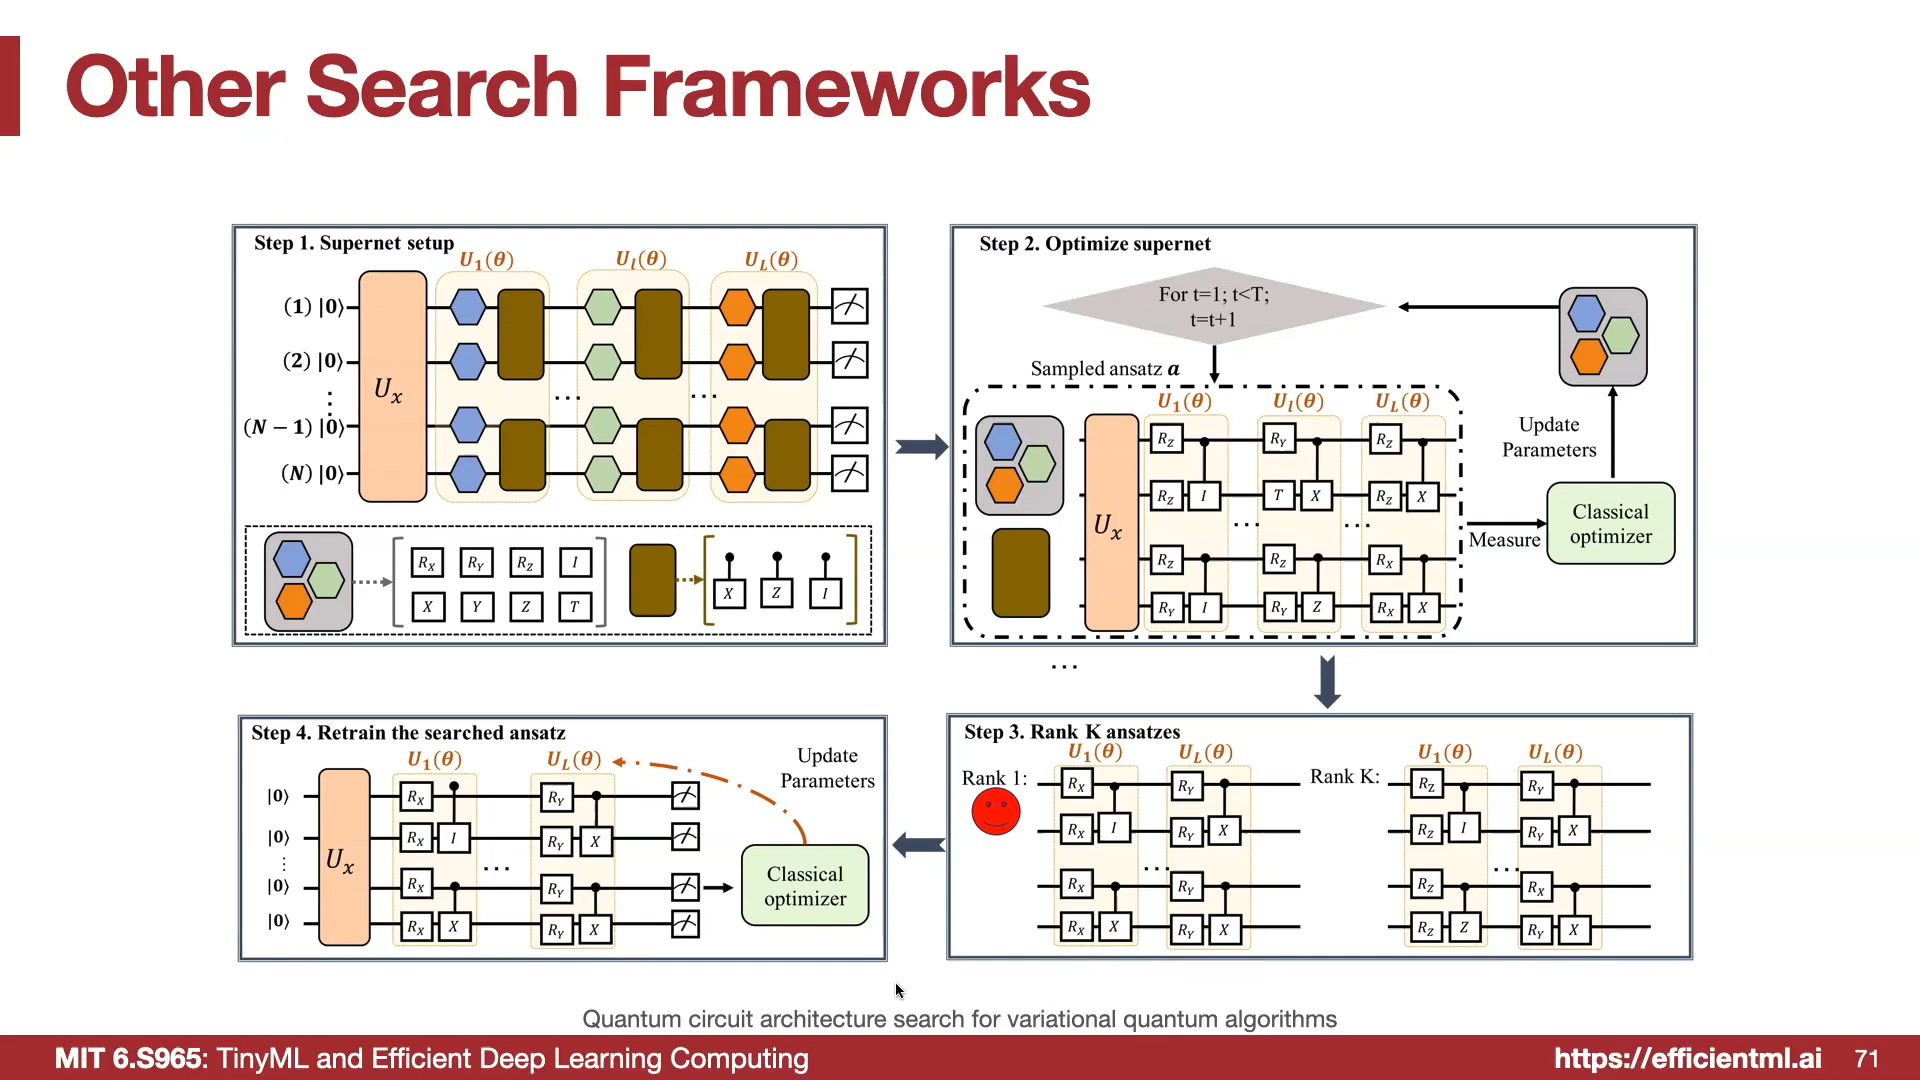 Other Search Frameworks
Step 1. Supernet setup
U₁(θ) U_l(θ) U_L(θ)
(1) |0⟩
(2) |0⟩
⋮
(N − 1) |0⟩
(N) |0⟩
U_x
... ...
R_X R_Y R_Z I
X Y Z T
X Z I
Step 2. Optimize supernet
For t=1; t<T;
t=t+1
Sampled ansatz a
U₁(θ) U_l(θ) U_L(θ)
R_Z R_Y R_Z
R_Z I T X R_Z X
U_x
... ...
R_Z R_Z R_X
R_Y I R_Y Z R_X X
Measure
Classical
optimizer
Update
Parameters
...
Step 3. Rank K ansatzes
U₁(θ) U_L(θ)
Rank 1:
R_X R_Y
R_X I R_Y X
...
R_X R_Y
R_X X R_Y X
Rank K:
U₁(θ) U_L(θ)
R_Z R_Y
R_Z I R_Y X
...
R_Z R_X
R_Z Z R_Y X
Step 4. Retrain the searched ansatz
U₁(θ) U_L(θ)
Update
Parameters
|0⟩ R_X R_Y
|0⟩ R_X I R_Y X
⋮ U_x ...
|0⟩ R_X R_Y
|0⟩ R_X X R_Y X
Classical
optimizer
Quantum circuit architecture search for variational quantum algorithms
MIT 6.S965: TinyML and Efficient Deep Learning Computing
https://efficientml.ai 71